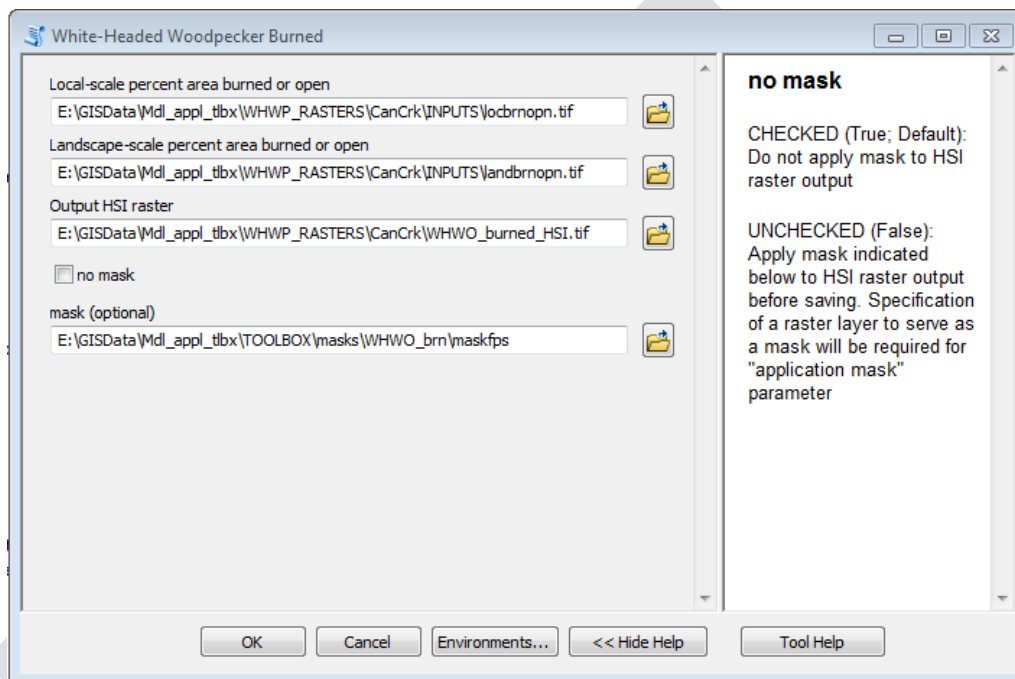 White-Headed Woodpecker Burned
Local-scale percent area burned or open
E:\GISData\Mdl_appl_tlbx\WHWP_RASTERS\CanCrk\INPUTS\locbrnopn.tif
Landscape-scale percent area burned or open
E:\GISData\Mdl_appl_tlbx\WHWP_RASTERS\CanCrk\INPUTS\landbrnopn.tif
Output HSI raster
E:\GISData\Mdl_appl_tlbx\WHWP_RASTERS\CanCrk\WHWO_burned_HSI.tif
no mask
mask (optional)
E:\GISData\Mdl_appl_tlbx\TOOLBOX\masks\WHWO_brn\maskfps
no mask
CHECKED (True; Default):
Do not apply mask to HSI
raster output
UNCHECKED (False):
Apply mask indicated
below to HSI raster output
before saving. Specification
of a raster layer to serve as
a mask will be required for
"application mask"
parameter
OK
Cancel
Environments...
<< Hide Help
Tool Help